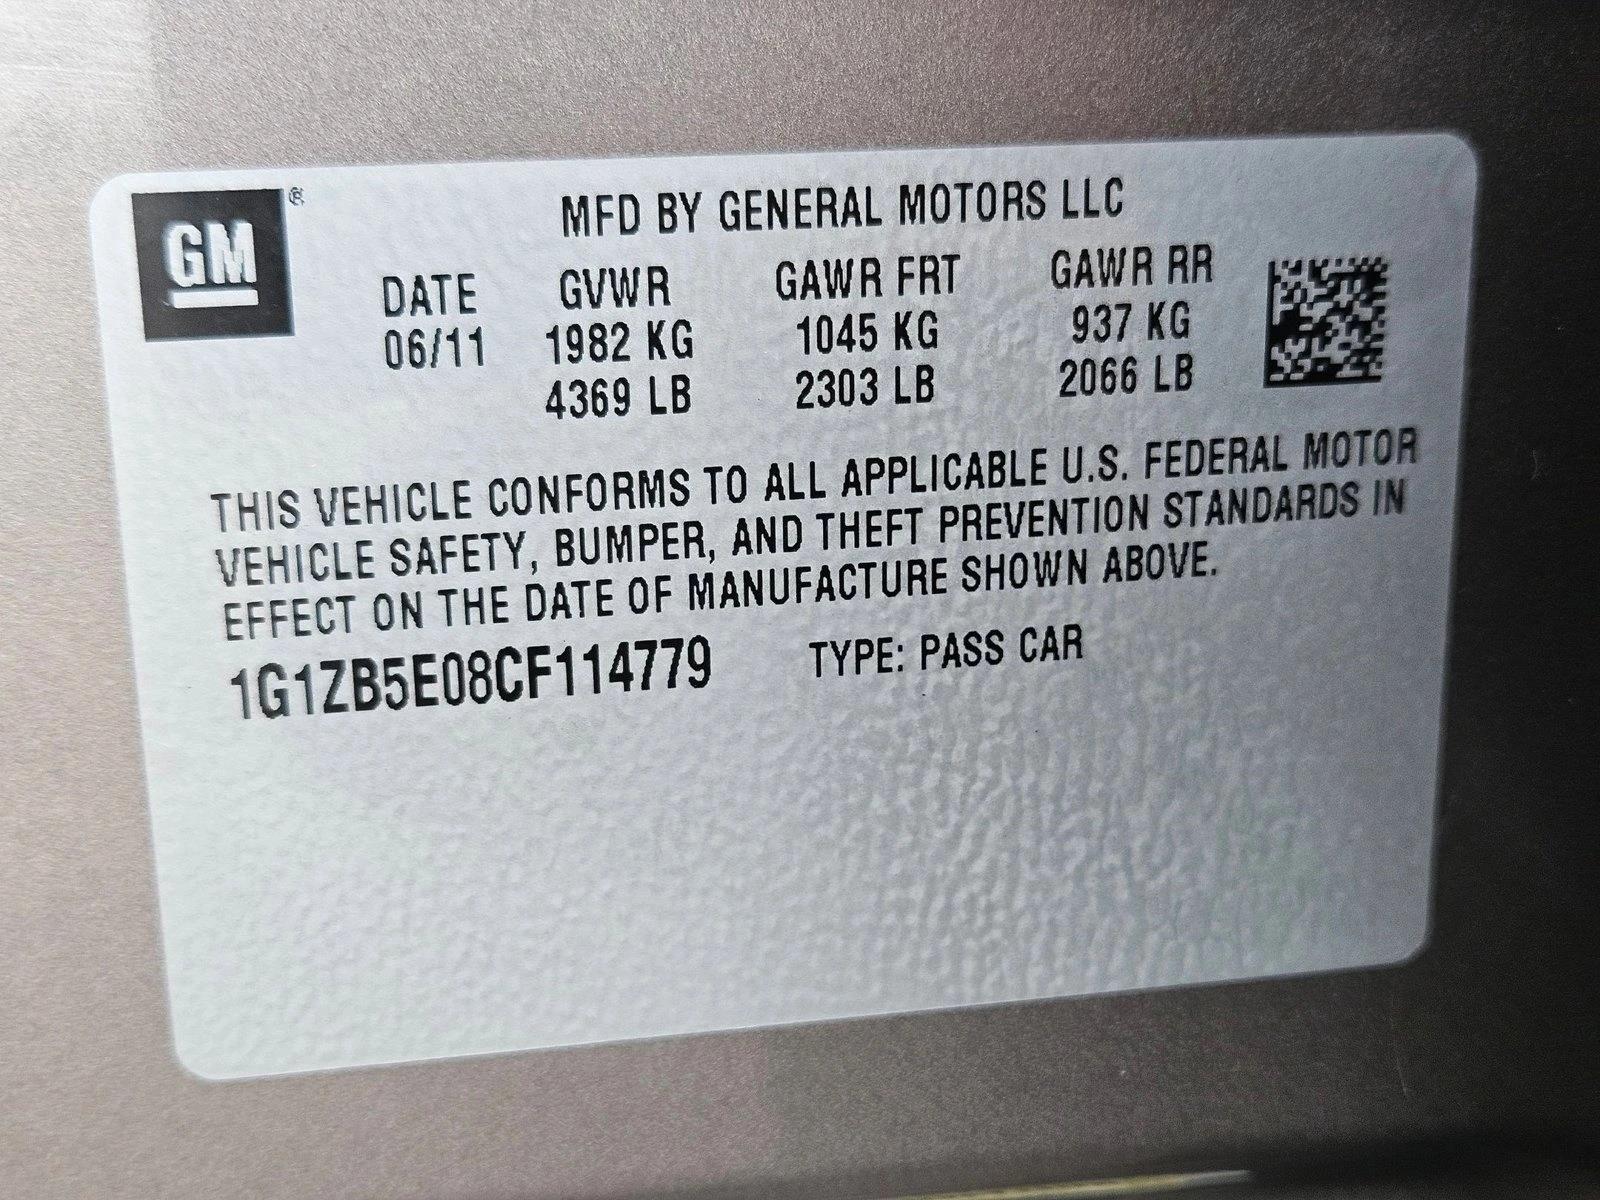 GM ®
MFD BY GENERAL MOTORS LLC
DATE GVWR GAWR FRT GAWR RR
06/11 1982 KG 1045 KG 937 KG
4369 LB 2303 LB 2066 LB
THIS VEHICLE CONFORMS TO ALL APPLICABLE U.S. FEDERAL MOTOR
VEHICLE SAFETY, BUMPER, AND THEFT PREVENTION STANDARDS IN
EFFECT ON THE DATE OF MANUFACTURE SHOWN ABOVE.
1G1ZB5E08CF114779 TYPE: PASS CAR